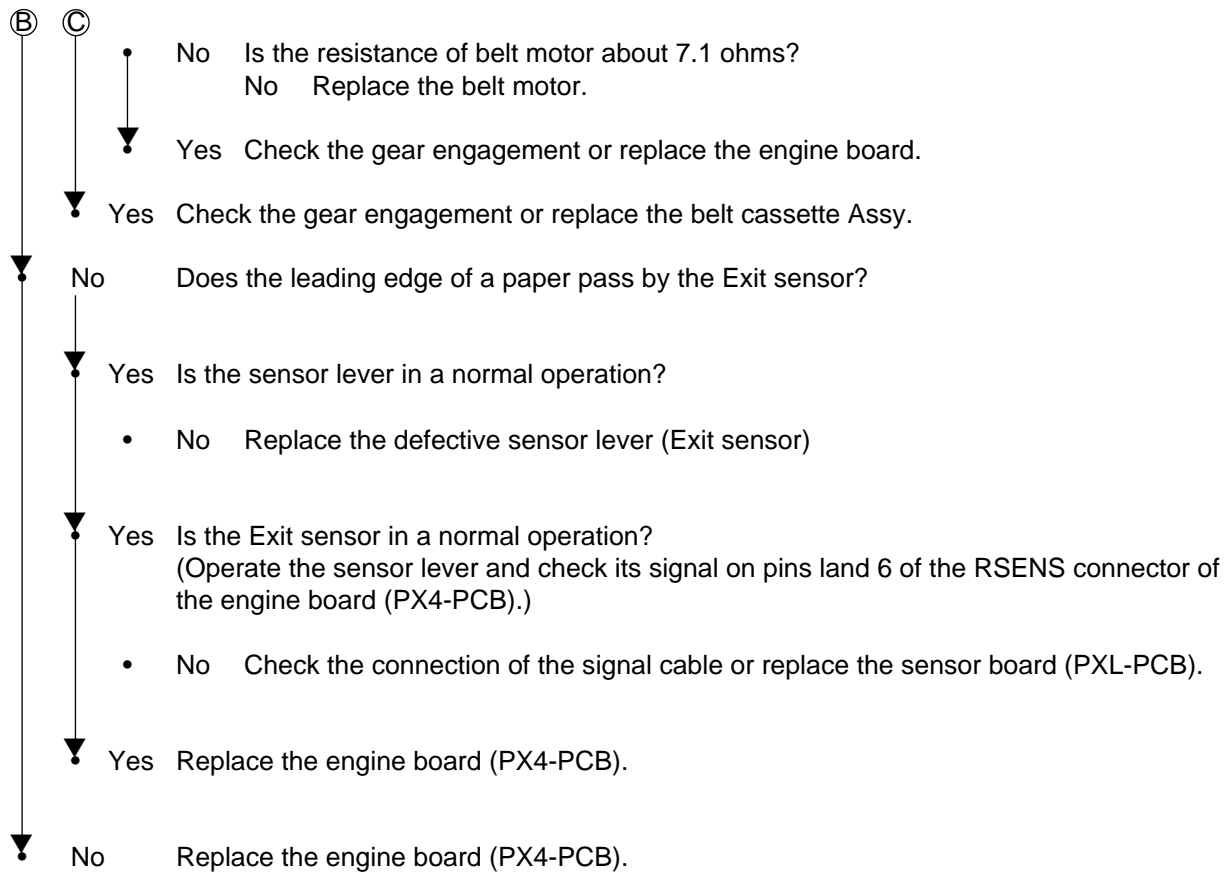 B C
• No Is the resistance of belt motor about 7.1 ohms?
No Replace the belt motor.
• Yes Check the gear engagement or replace the engine board.
• Yes Check the gear engagement or replace the belt cassette Assy.
• No Does the leading edge of a paper pass by the Exit sensor?
• Yes Is the sensor lever in a normal operation?
• No Replace the defective sensor lever (Exit sensor)
• Yes Is the Exit sensor in a normal operation?
(Operate the sensor lever and check its signal on pins land 6 of the RSENS connector of
the engine board (PX4-PCB).)
• No Check the connection of the signal cable or replace the sensor board (PXL-PCB).
• Yes Replace the engine board (PX4-PCB).
• No Replace the engine board (PX4-PCB).